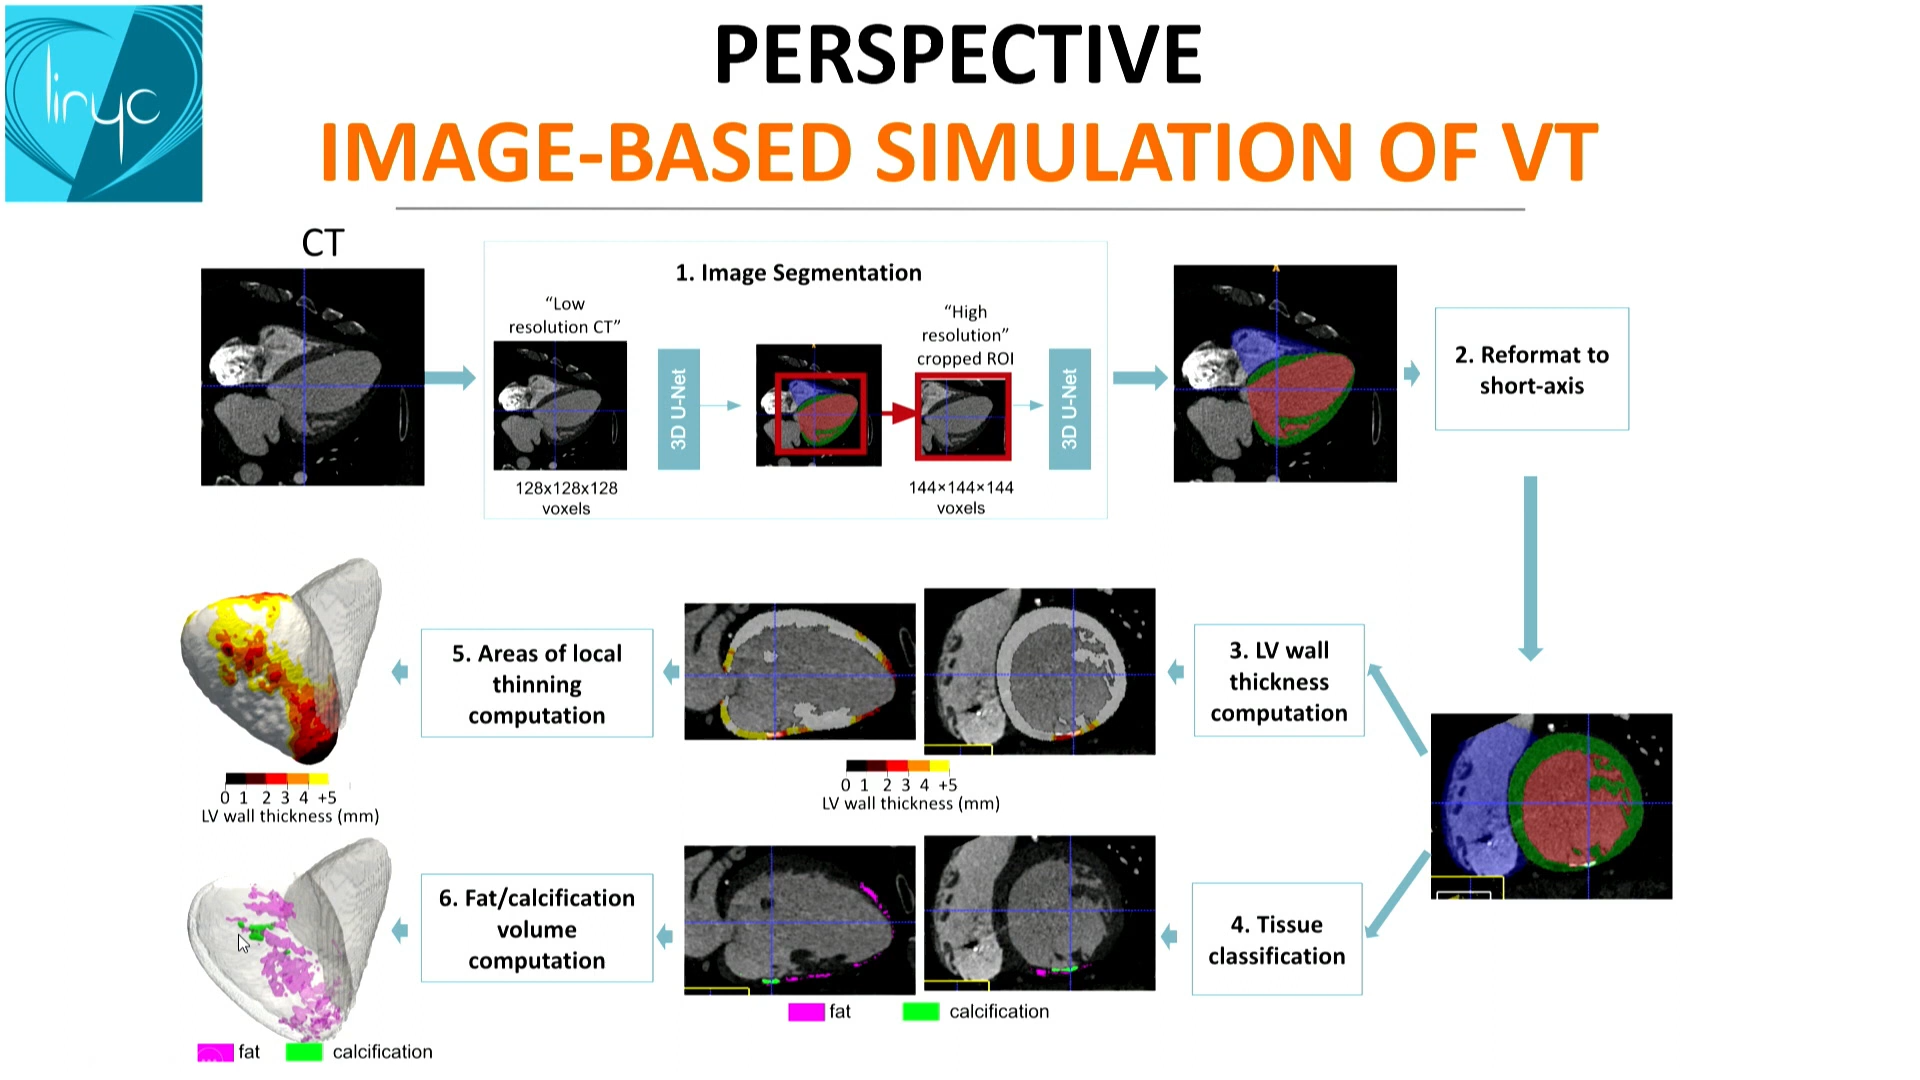 liryc
PERSPECTIVE
IMAGE-BASED SIMULATION OF VT
CT
1. Image Segmentation
“Low
resolution CT”
128x128x128
voxels
3D U-Net
“High
resolution”
cropped ROI
144×144×144
voxels
3D U-Net
A
2. Reformat to
short-axis
3. LV wall
thickness
computation
0 1 2 3 4 +5
LV wall thickness (mm)
5. Areas of local
thinning
computation
0 1 2 3 4 +5
LV wall thickness (mm)
4. Tissue
classification
fat
calcification
6. Fat/calcification
volume
computation
fat
calcification